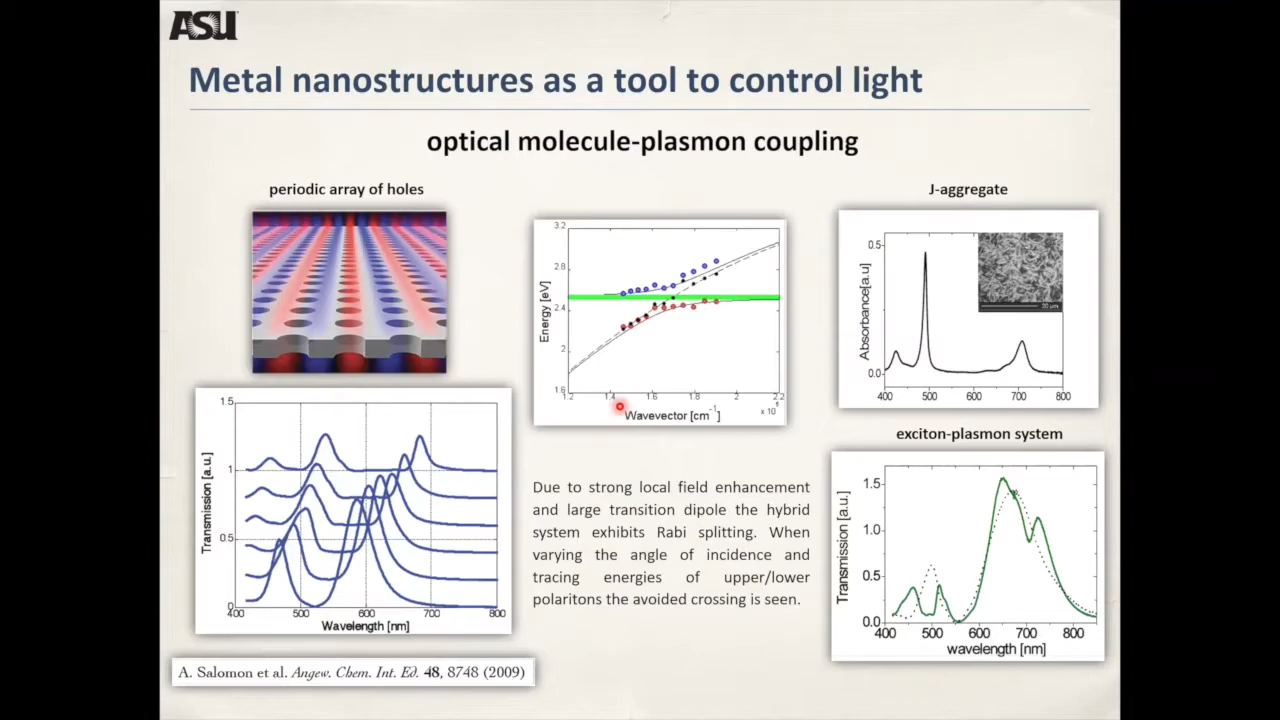 ASU
Metal nanostructures as a tool to control light
optical molecule-plasmon coupling
periodic array of holes
1.5
1
0.5
0
400 500 600 700 800
Transmission [a.u.]
Wavelength [nm]
A. Salomon et al. Angew. Chem. Int. Ed. 48, 8748 (2009)
3.2
2.8
2.4
2
1.6
1.2 1.4 1.6 1.8 2 2.2
Energy [eV]
Wavevector [cm⁻¹]
Due to strong local field enhancement
and large transition dipole the hybrid
system exhibits Rabi splitting. When
varying the angle of incidence and
tracing energies of upper/lower
polaritons the avoided crossing is seen.
J-aggregate
0.5
0.0
400 500 600 700 800
Absorbance[a.u]
20 µm
exciton-plasmon system
1.5
1.0
0.5
0.0
400 500 600 700 800
Transmission [a.u.]
wavelength [nm]